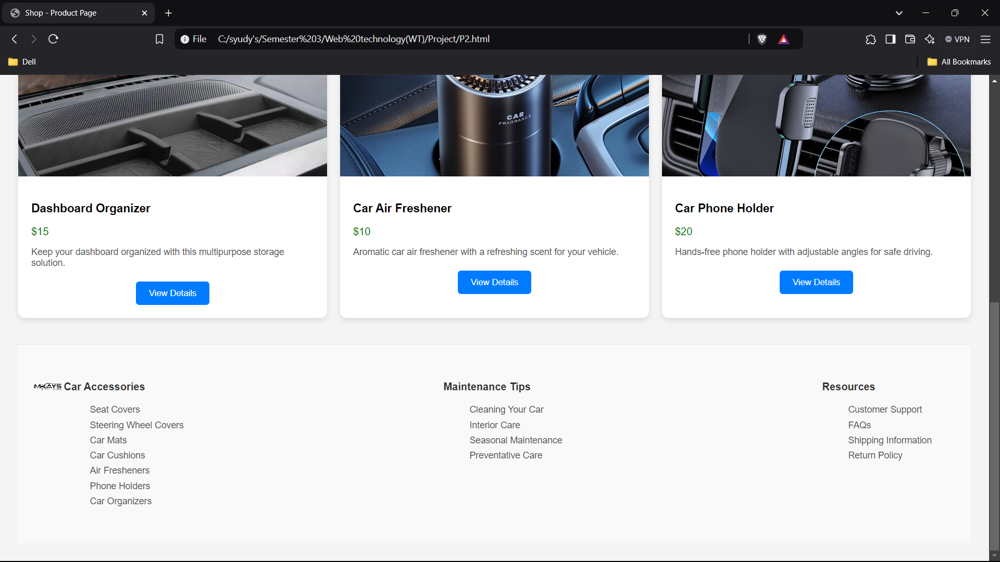 Shop - Product Page
File C:/syudy's/Semester%203/Web%20technology(WT)/Project/P2.html
VPN
Dell
All Bookmarks
CAR
FRAGRANCE
Dashboard Organizer
$15
Keep your dashboard organized with this multipurpose storage
solution.
View Details
Car Air Freshener
$10
Aromatic car air freshener with a refreshing scent for your vehicle.
View Details
Car Phone Holder
$20
Hands-free phone holder with adjustable angles for safe driving.
View Details
MKAYS
STORE
Car Accessories
Seat Covers
Steering Wheel Covers
Car Mats
Car Cushions
Air Fresheners
Phone Holders
Car Organizers
Maintenance Tips
Cleaning Your Car
Interior Care
Seasonal Maintenance
Preventative Care
Resources
Customer Support
FAQs
Shipping Information
Return Policy